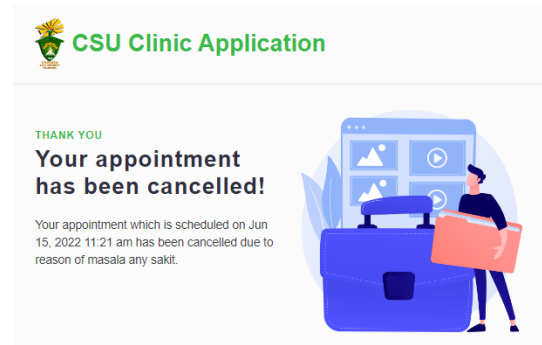 CSU Clinic Application
THANK YOU
Your appointment
has been cancelled!
Your appointment which is scheduled on Jun
15, 2022 11:21 am has been cancelled due to
reason of masala any sakit.